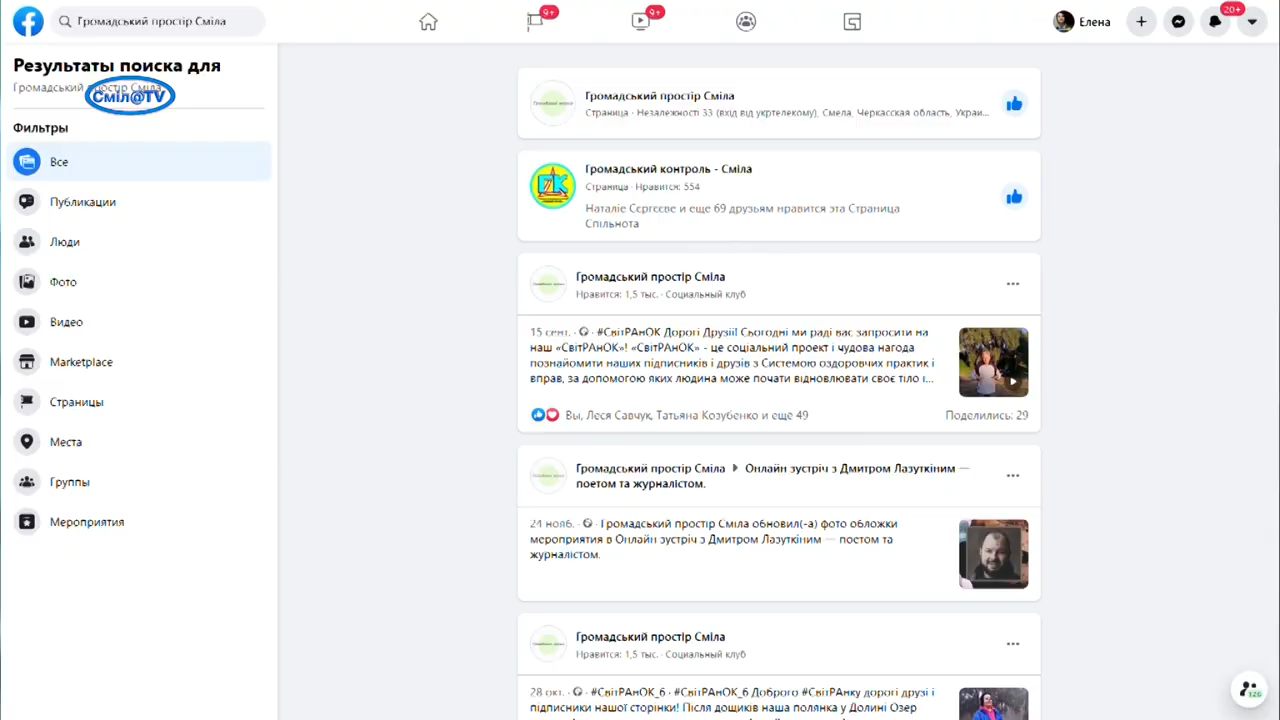 Громадський простір Сміла
9+
9+
Елена
20+
Результаты поиска для
Громадський простір Сміла
Сміл@TV
Фильтры
Все
Публикации
Люди
Фото
Видео
Marketplace
Страницы
Места
Группы
Мероприятия
Громадський простір Сміла
Страница · Незалежності 33 (вхід від укртелекому), Смела, Черкасская область, Украи...
ГК
Громадський контроль - Сміла
Страница · Нравится: 554
Наталіє Сєргєєве и еще 69 друзьям нравится эта Страница
Спільнота
Громадський простір Сміла
Нравится: 1,5 тыс. · Социальный клуб
15 сент. · #СвітРАнОК Дорогі Друзі! Сьогодні ми раді вас запросити на
наш «СвітРАнОК»! «СвітРАнОК» - це соціальний проект і чудова нагода
познайомити наших підписників і друзів з Системою оздоровчих практик і
вправ, за допомогою яких людина може почати відновлювати своє тіло і...
Вы, Леся Савчук, Татьяна Козубенко и еще 49
Поделились: 29
Громадський простір Сміла Онлайн зустріч з Дмитром Лазуткіним —
поетом та журналістом.
24 нояб. · Громадський простір Сміла обновил(-а) фото обложки
мероприятия в Онлайн зустріч з Дмитром Лазуткіним — поетом та
журналістом.
Громадський простір Сміла
Нравится: 1,5 тыс. · Социальный клуб
28 окт. · #СвітРАнОК_6 · #СвітРАнОК_6 Доброго #СвітРАнку дорогі друзі і
підписники нашої сторінки! Після дощиків наша полянка у Долині Озер
126